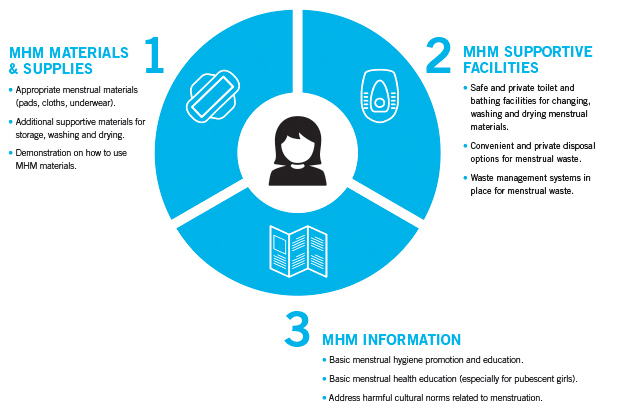 1
MHM MATERIALS
& SUPPLIES
• Appropriate menstrual materials
(pads, cloths, underwear).
• Additional supportive materials for
storage, washing and drying.
• Demonstration on how to use
MHM materials.
2
MHM SUPPORTIVE
FACILITIES
• Safe and private toilet and
bathing facilities for changing,
washing and drying menstrual
materials.
• Convenient and private disposal
options for menstrual waste.
• Waste management systems in
place for menstrual waste.
3
MHM INFORMATION
• Basic menstrual hygiene promotion and education.
• Basic menstrual health education (especially for pubescent girls).
• Address harmful cultural norms related to menstruation.